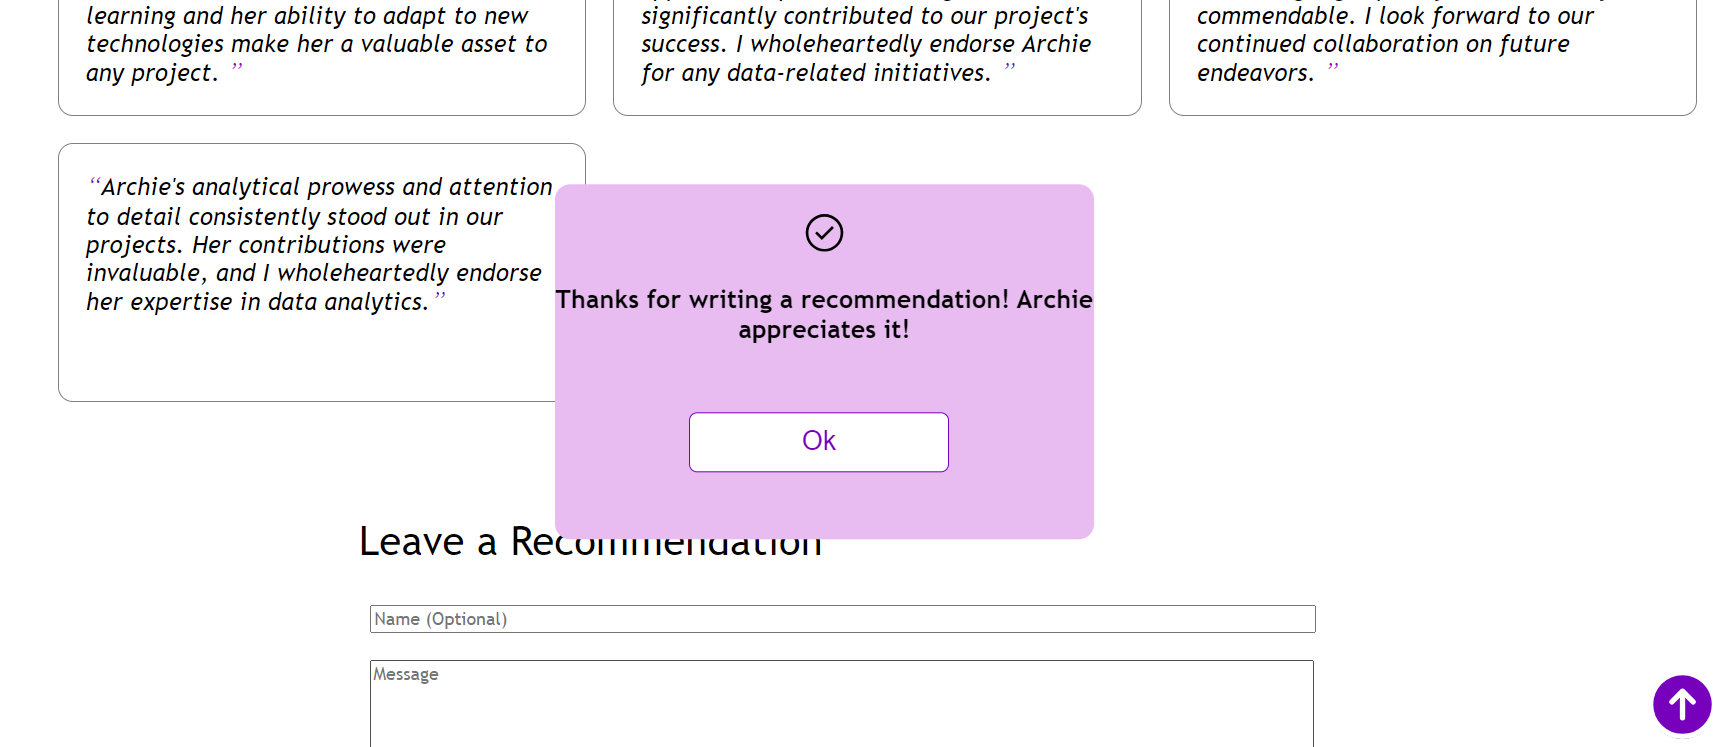 learning and her ability to adapt to new
technologies make her a valuable asset to
any project. ”
significantly contributed to our project's
success. I wholeheartedly endorse Archie
for any data-related initiatives. ”
commendable. I look forward to our
continued collaboration on future
endeavors. ”
“Archie's analytical prowess and attention
to detail consistently stood out in our
projects. Her contributions were
invaluable, and I wholeheartedly endorse
her expertise in data analytics.”
Thanks for writing a recommendation! Archie
appreciates it!
Ok
Leave a Recommendation
Name (Optional)
Message